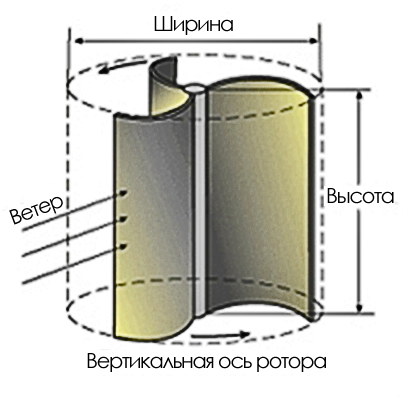 Ширина
Ветер
Высота
Вертикальная ось ротора